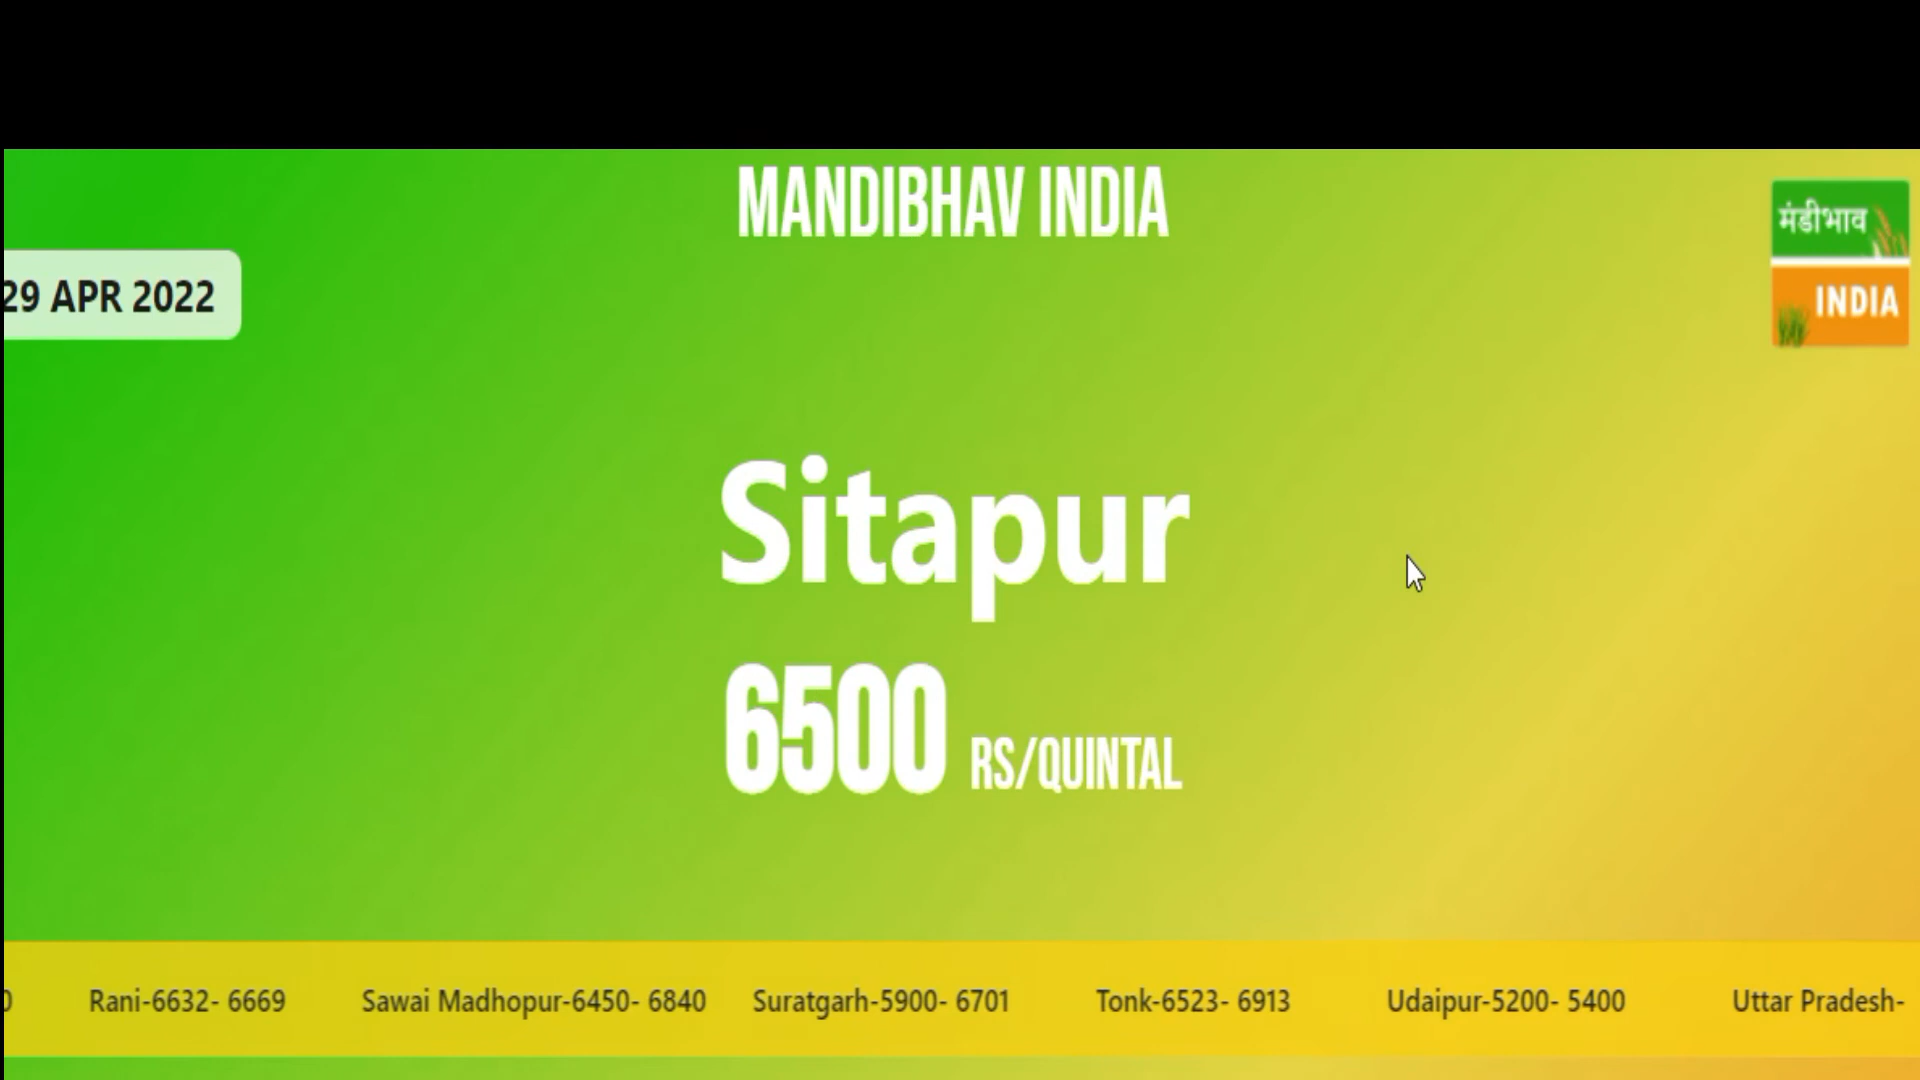 MANDIBHAV INDIA
मंडीभाव
INDIA
29 APR 2022
Sitapur
6500 RS/QUINTAL
0 Rani-6632- 6669 Sawai Madhopur-6450- 6840 Suratgarh-5900- 6701 Tonk-6523- 6913 Udaipur-5200- 5400 Uttar Pradesh-